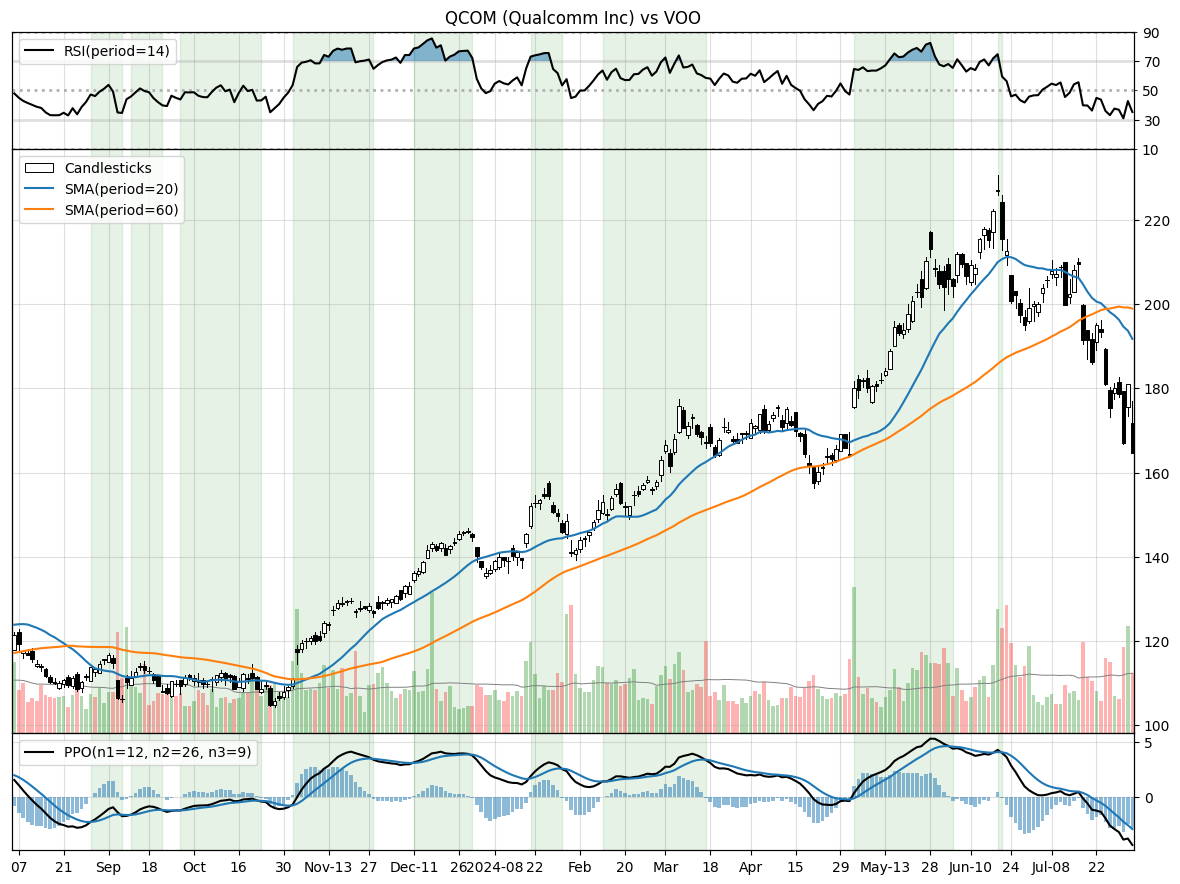 QCOM (Qualcomm Inc) vs VOO
RSI(period=14)
90
70
50
30
10
Candlesticks
SMA(period=20)
SMA(period=60)
220
200
180
160
140
120
100
PPO(n1=12, n2=26, n3=9)
5
0
07 21 Sep 18 Oct 16 30 Nov-13 27 Dec-11 26 2024-08 22 Feb 20 Mar 18 Apr 15 29 May-13 28 Jun-10 24 Jul-08 22